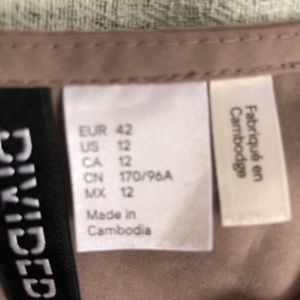 DIVIDED
EUR 42
US 12
CA 12
CN 170/96A
MX 12
Made in
Cambodia
Fabriqué en
Cambodge